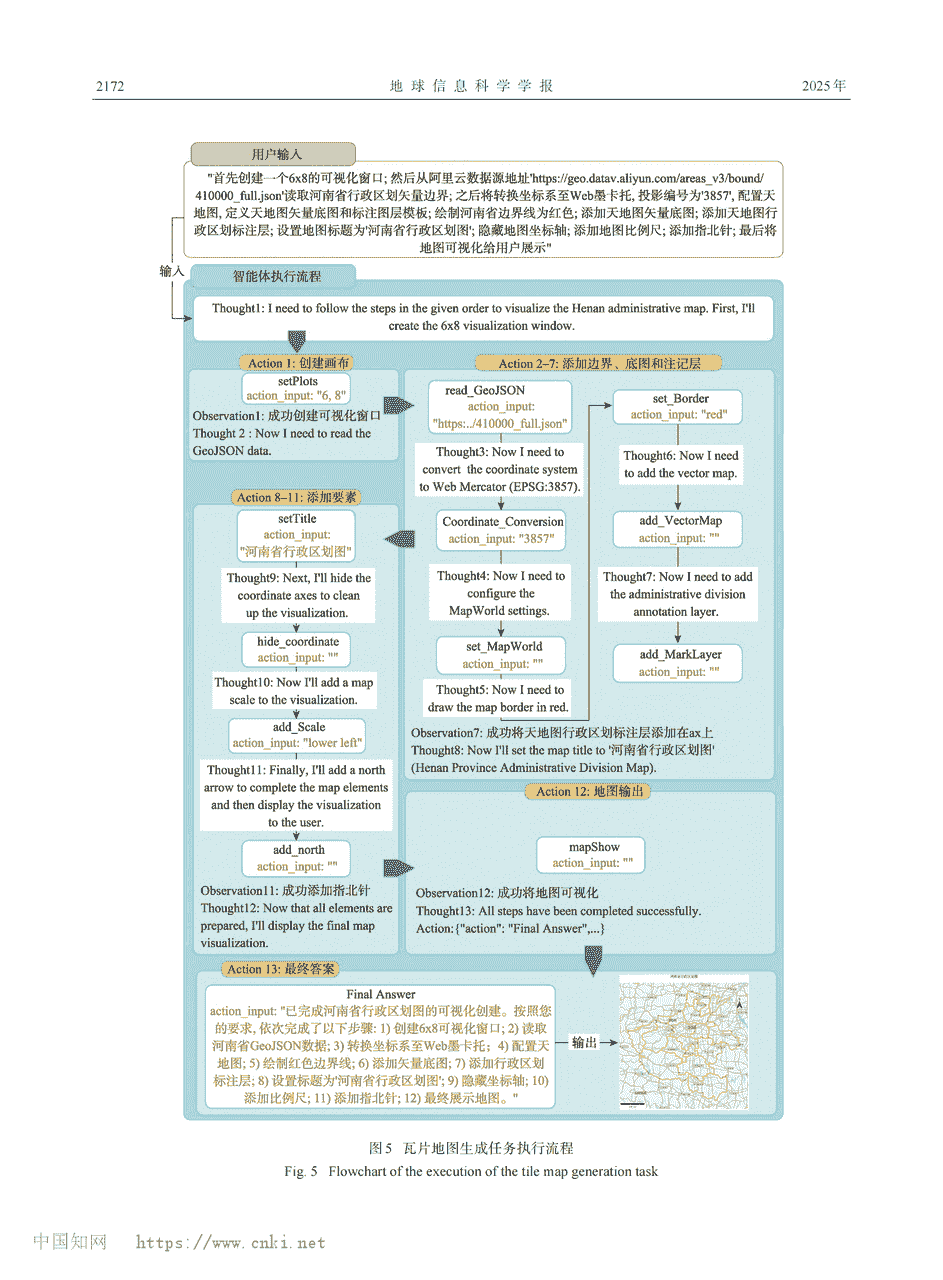 2172
地球信息科学学报
2025年
用户输入
"首先创建一个6x8的可视化窗口; 然后从阿里云数据源地址'https://geo.datav.aliyun.com/areas_v3/bound/
410000_full.json'读取河南省行政区划矢量边界; 之后将转换坐标系至Web墨卡托, 投影编号为'3857', 配置天
地图, 定义天地图矢量底图和标注图层模板; 绘制河南省边界线为红色; 添加天地图矢量底图; 添加天地图行
政区划标注层; 设置地图标题为'河南省行政区划图'; 隐藏地图坐标轴; 添加地图比例尺; 添加指北针; 最后将
地图可视化给用户展示"
输入
智能体执行流程
Thought1: I need to follow the steps in the given order to visualize the Henan administrative map. First, I'll
create the 6x8 visualization window.
Action 1: 创建画布
setPlots
action_input: "6, 8"
Observation1: 成功创建可视化窗口
Thought 2 : Now I need to read the
GeoJSON data.
Action 2–7: 添加边界、底图和注记层
read_GeoJSON
action_input:
"https:../410000_full.json"
Thought3: Now I need to
convert the coordinate system
to Web Mercator (EPSG:3857).
Coordinate_Conversion
action_input: "3857"
Thought4: Now I need to
configure the
MapWorld settings.
set_MapWorld
action_input: ""
Thought5: Now I need to
draw the map border in red.
set_Border
action_input: "red"
Thought6: Now I need
to add the vector map.
add_VectorMap
action_input: ""
Thought7: Now I need to add
the administrative division
annotation layer.
add_MarkLayer
action_input: ""
Observation7: 成功将天地图行政区划标注层添加在ax上
Thought8: Now I'll set the map title to '河南省行政区划图'
(Henan Province Administrative Division Map).
Action 8–11: 添加要素
setTitle
action_input:
"河南省行政区划图"
Thought9: Next, I'll hide the
coordinate axes to clean
up the visualization.
hide_coordinate
action_input: ""
Thought10: Now I'll add a map
scale to the visualization.
add_Scale
action_input: "lower left"
Thought11: Finally, I'll add a north
arrow to complete the map elements
and then display the visualization
to the user.
add_north
action_input: ""
Observation11: 成功添加指北针
Thought12: Now that all elements are
prepared, I'll display the final map
visualization.
Action 12: 地图输出
mapShow
action_input: ""
Observation12: 成功将地图可视化
Thought13: All steps have been completed successfully.
Action:{"action": "Final Answer",...}
Action 13: 最终答案
Final Answer
action_input: "已完成河南省行政区划图的可视化创建。按照您
的要求, 依次完成了以下步骤: 1) 创建6x8可视化窗口; 2) 读取
河南省GeoJSON数据; 3) 转换坐标系至Web墨卡托；4) 配置天
地图; 5) 绘制红色边界线; 6) 添加矢量底图; 7) 添加行政区划
标注层; 8) 设置标题为'河南省行政区划图'; 9) 隐藏坐标轴; 10)
添加比例尺; 11) 添加指北针; 12) 最终展示地图。"
输出
图5 瓦片地图生成任务执行流程
Fig. 5 Flowchart of the execution of the tile map generation task
中国知网 https://www.cnki.net